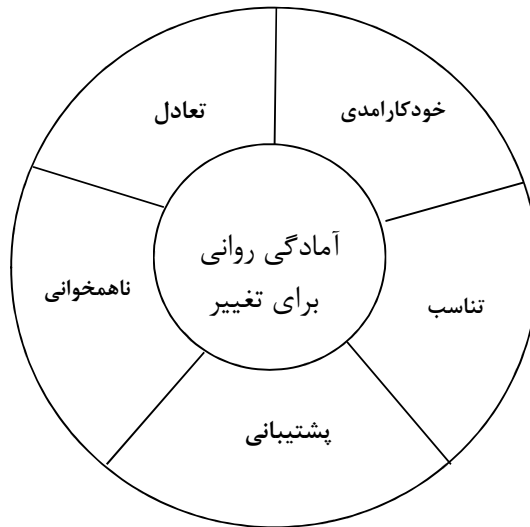 خودکارامدی
تعادل
آمادگی روانی
برای تغییر
ناهمخوانی
تناسب
پشتیبانی